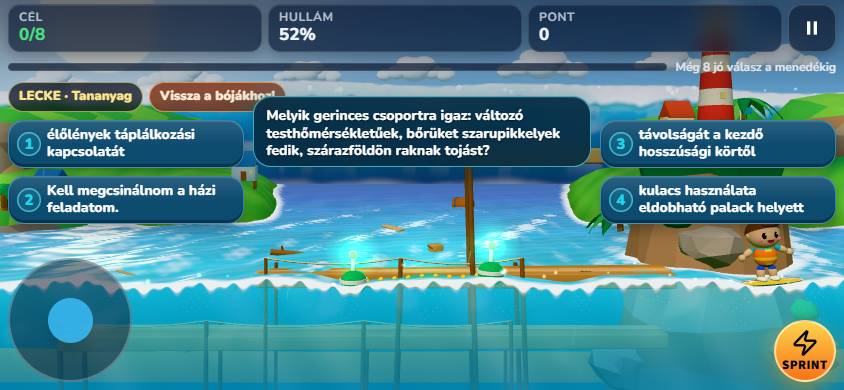 CÉL
0/8
HULLÁM
52%
PONT
0
Még 8 jó válasz a menedékig
LECKE · Tananyag
Vissza a bójákhoz!
Melyik gerinces csoportra igaz: változó
testhőmérsékletűek, bőrüket szarupikkelyek
fedik, szárazföldön raknak tojást?
1
élőlények táplálkozási
kapcsolatát
2
Kell megcsinálnom a házi
feladatom.
3
távolságát a kezdő
hosszúsági körtől
4
kulacs használata
eldobható palack helyett
SPRINT